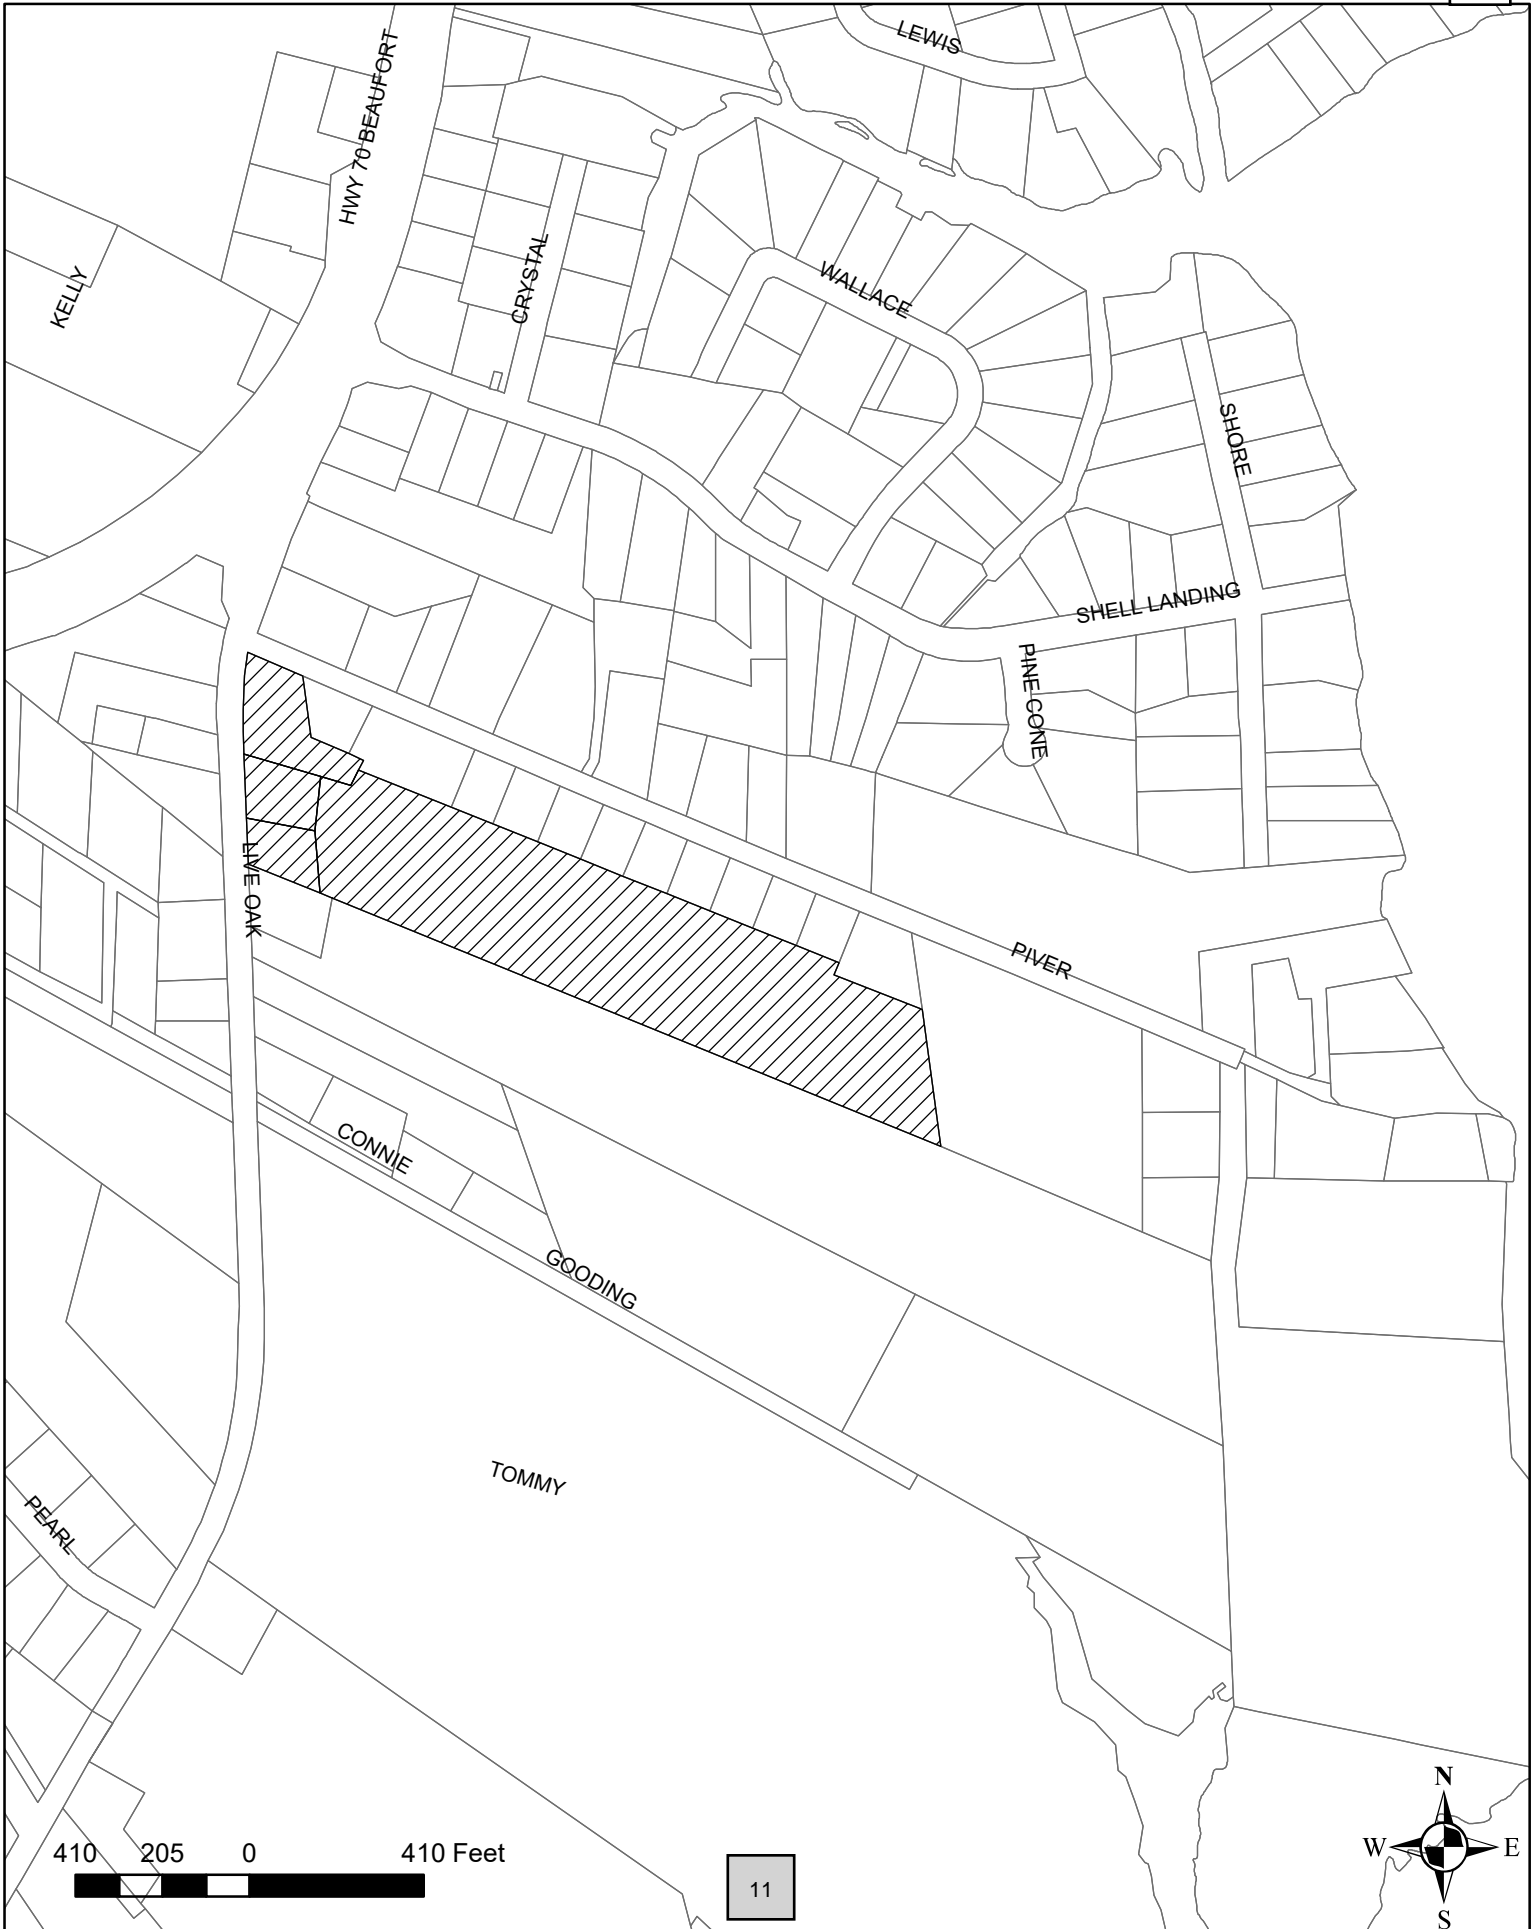 LEWIS
HWY 70 BEAUFORT
KELLY
CRYSTAL
WALLACE
SHORE
SHELL LANDING
PINE CONE
LIVE OAK
PIVER
CONNIE
GOODING
TOMMY
PEARL
N
W E
S
410 205 0 410 Feet
11